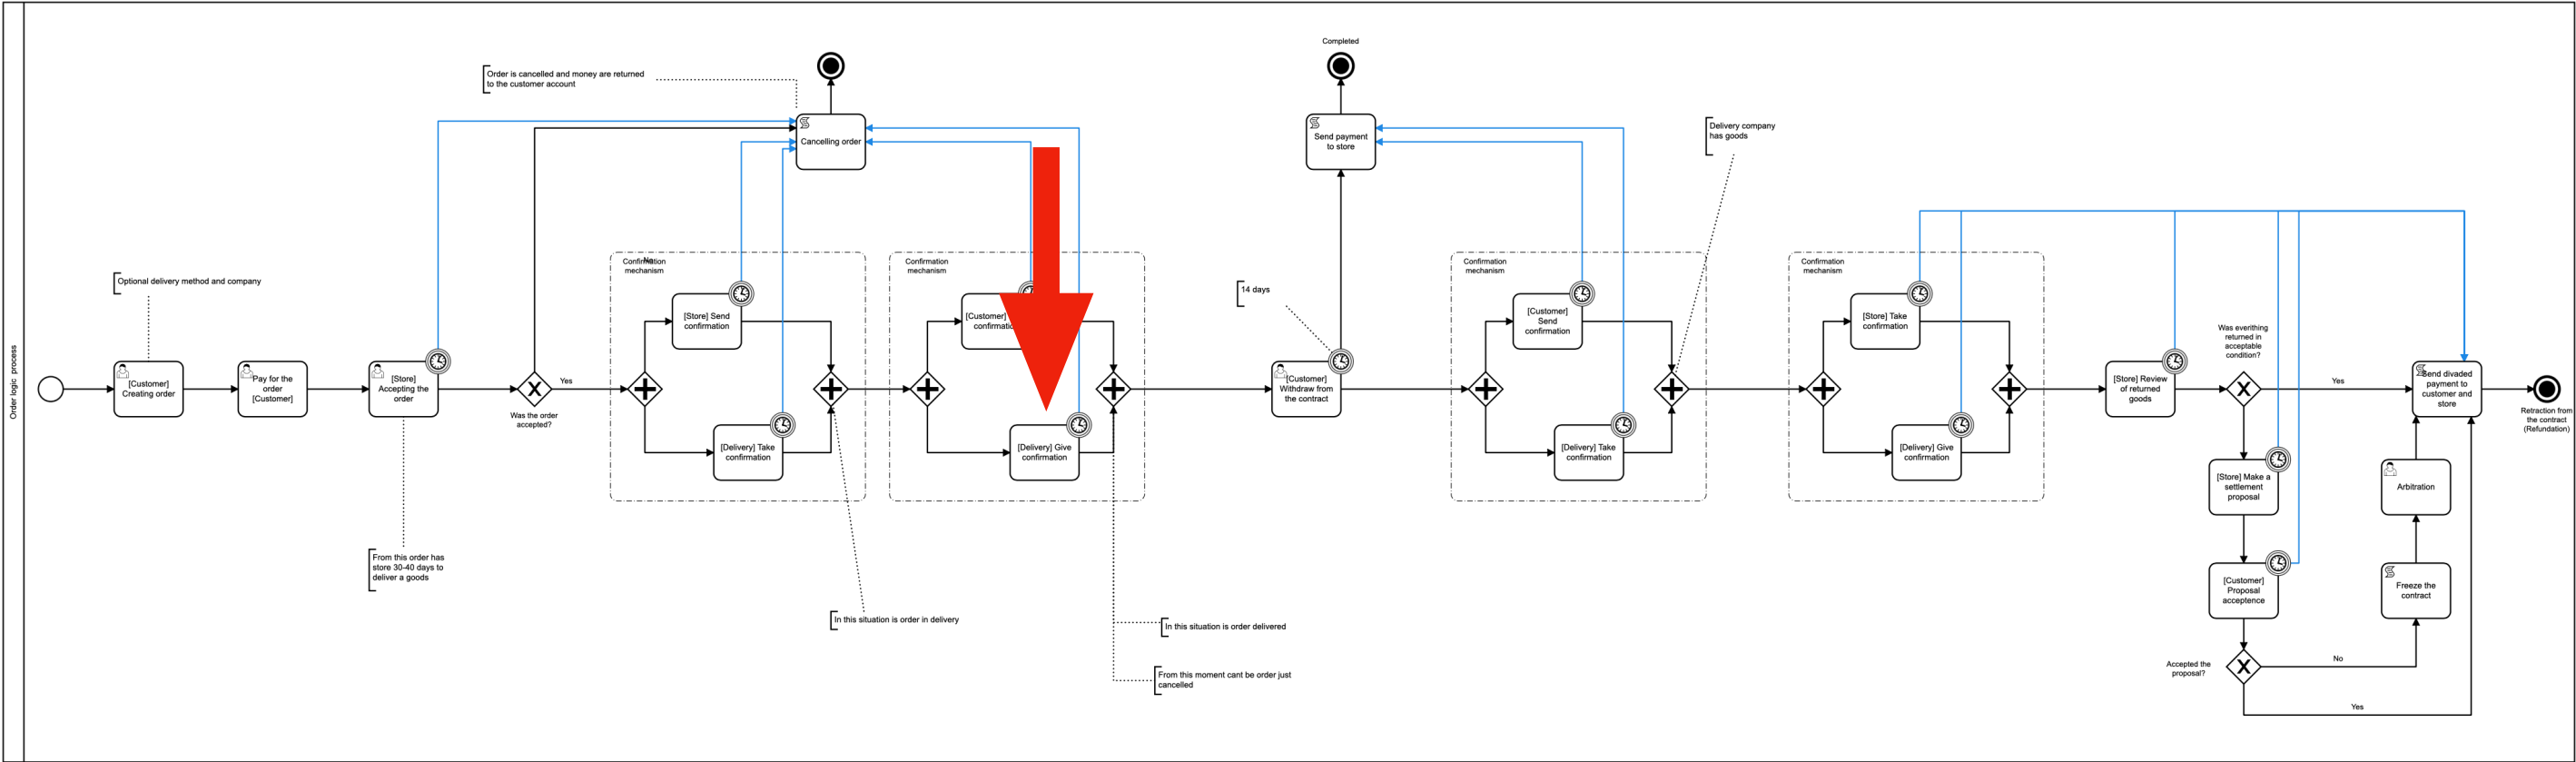 Order logic process
Completed
Order is cancelled and money are returned
to the customer account
Delivery company
has goods
Cancelling order
Send payment
to store
Confirmation
mechanism
No
Confirmation
mechanism
Confirmation
mechanism
Confirmation
mechanism
Optional delivery method and company
14 days
[Store] Send
confirmation
[Customer]
[Customer]
Send
confirmation
[Store] Take
confirmation
Was everithing
returned in
acceptable
condition?
[Customer]
Creating order
Pay for the
order
[Customer]
[Store]
Accepting the
order
Yes
Was the order
accepted?
[Customer]
Withdraw from
the contract
[Store] Review
of returned
goods
Yes
Send divaded
payment to
customer and
store
Retraction from
the contract
(Refundation)
[Delivery] Take
confirmation
[Delivery] Give
confirmation
[Delivery] Take
confirmation
[Delivery] Give
confirmation
[Store] Make a
settlement
proposal
Arbitration
From this order has
store 30-40 days to
deliver a goods
[Customer]
Proposal
acceptence
Freeze the
contract
In this situation is order in delivery
In this situation is order delivered
From this moment cant be order just
cancelled
Accepted the
proposal?
No
Yes